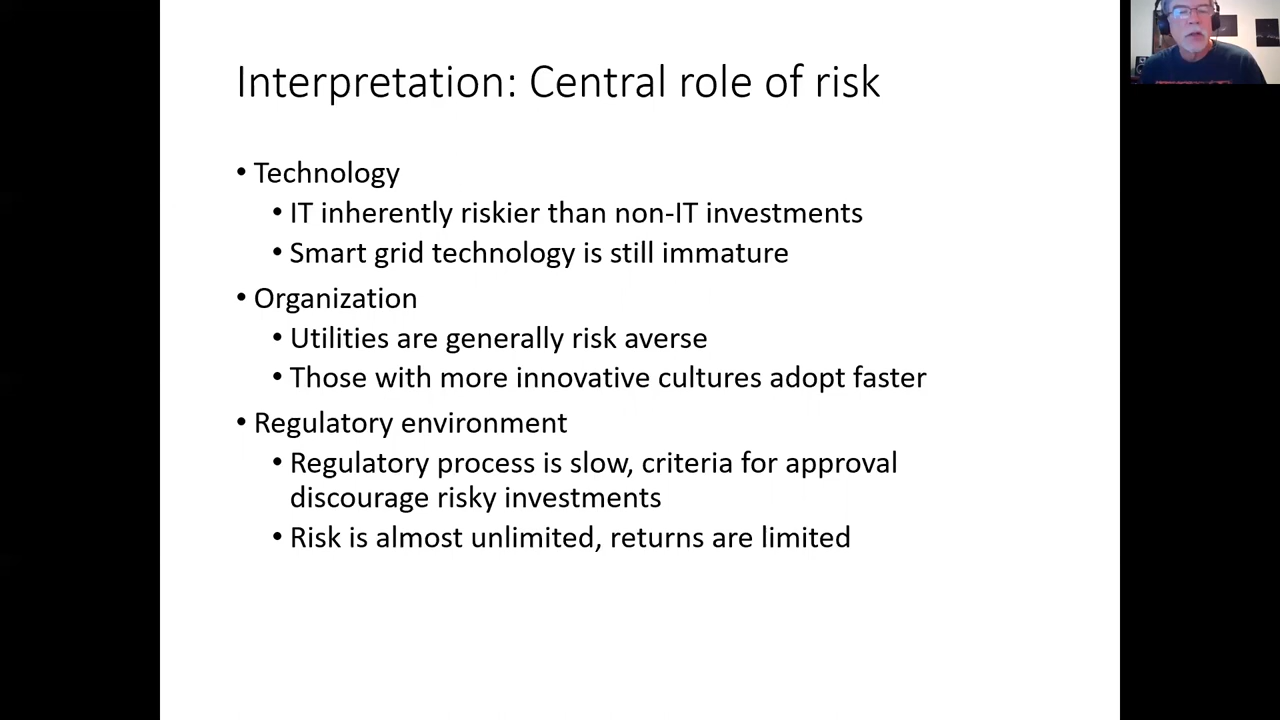 Interpretation: Central role of risk
• Technology
• IT inherently riskier than non-IT investments
• Smart grid technology is still immature
• Organization
• Utilities are generally risk averse
• Those with more innovative cultures adopt faster
• Regulatory environment
• Regulatory process is slow, criteria for approval
discourage risky investments
• Risk is almost unlimited, returns are limited